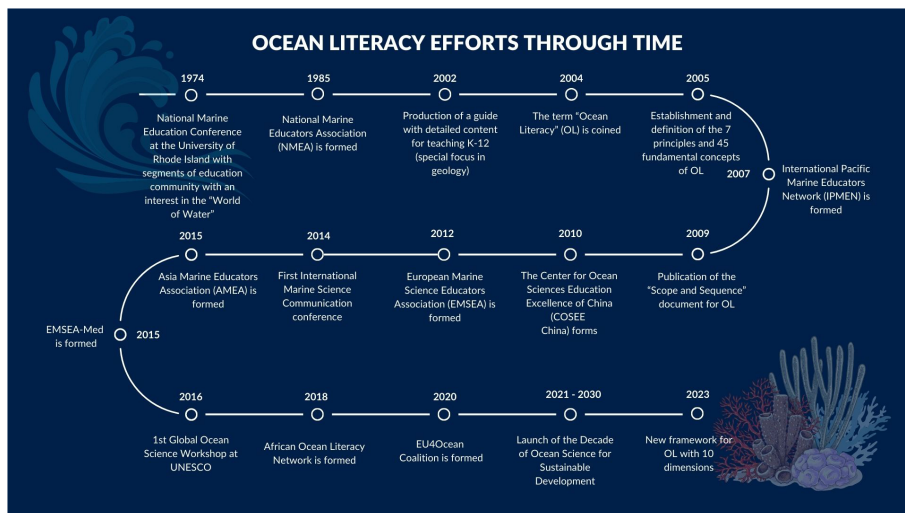 OCEAN LITERACY EFFORTS THROUGH TIME
1974
National Marine
Education Conference
at the University of
Rhode Island with
segments of education
community with an
interest in the "World
of Water"
1985
National Marine
Educators Association
(NMEA) is formed
2002
Production of a guide
with detailed content
for teaching K-12
(special focus in
geology)
2004
The term "Ocean
Literacy" (OL) is coined
2005
Establishment and
definition of the 7
principles and 45
fundamental concepts
of OL
2007
International Pacific
Marine Educators
Network (IPMEN) is
formed
2009
Publication of the
"Scope and Sequence"
document for OL
2010
The Center for Ocean
Sciences Education
Excellence of China
(COSEE
China) forms
2012
European Marine
Science Educators
Association (EMSEA) is
formed
2014
First International
Marine Science
Communication
conference
2015
Asia Marine Educators
Association (AMEA) is
formed
2015
EMSEA-Med
is formed
2016
1st Global Ocean
Science Workshop at
UNESCO
2018
African Ocean Literacy
Network is formed
2020
EU4Ocean
Coalition is formed
2021 - 2030
Launch of the Decade
of Ocean Science for
Sustainable
Development
2023
New framework for
OL with 10
dimensions